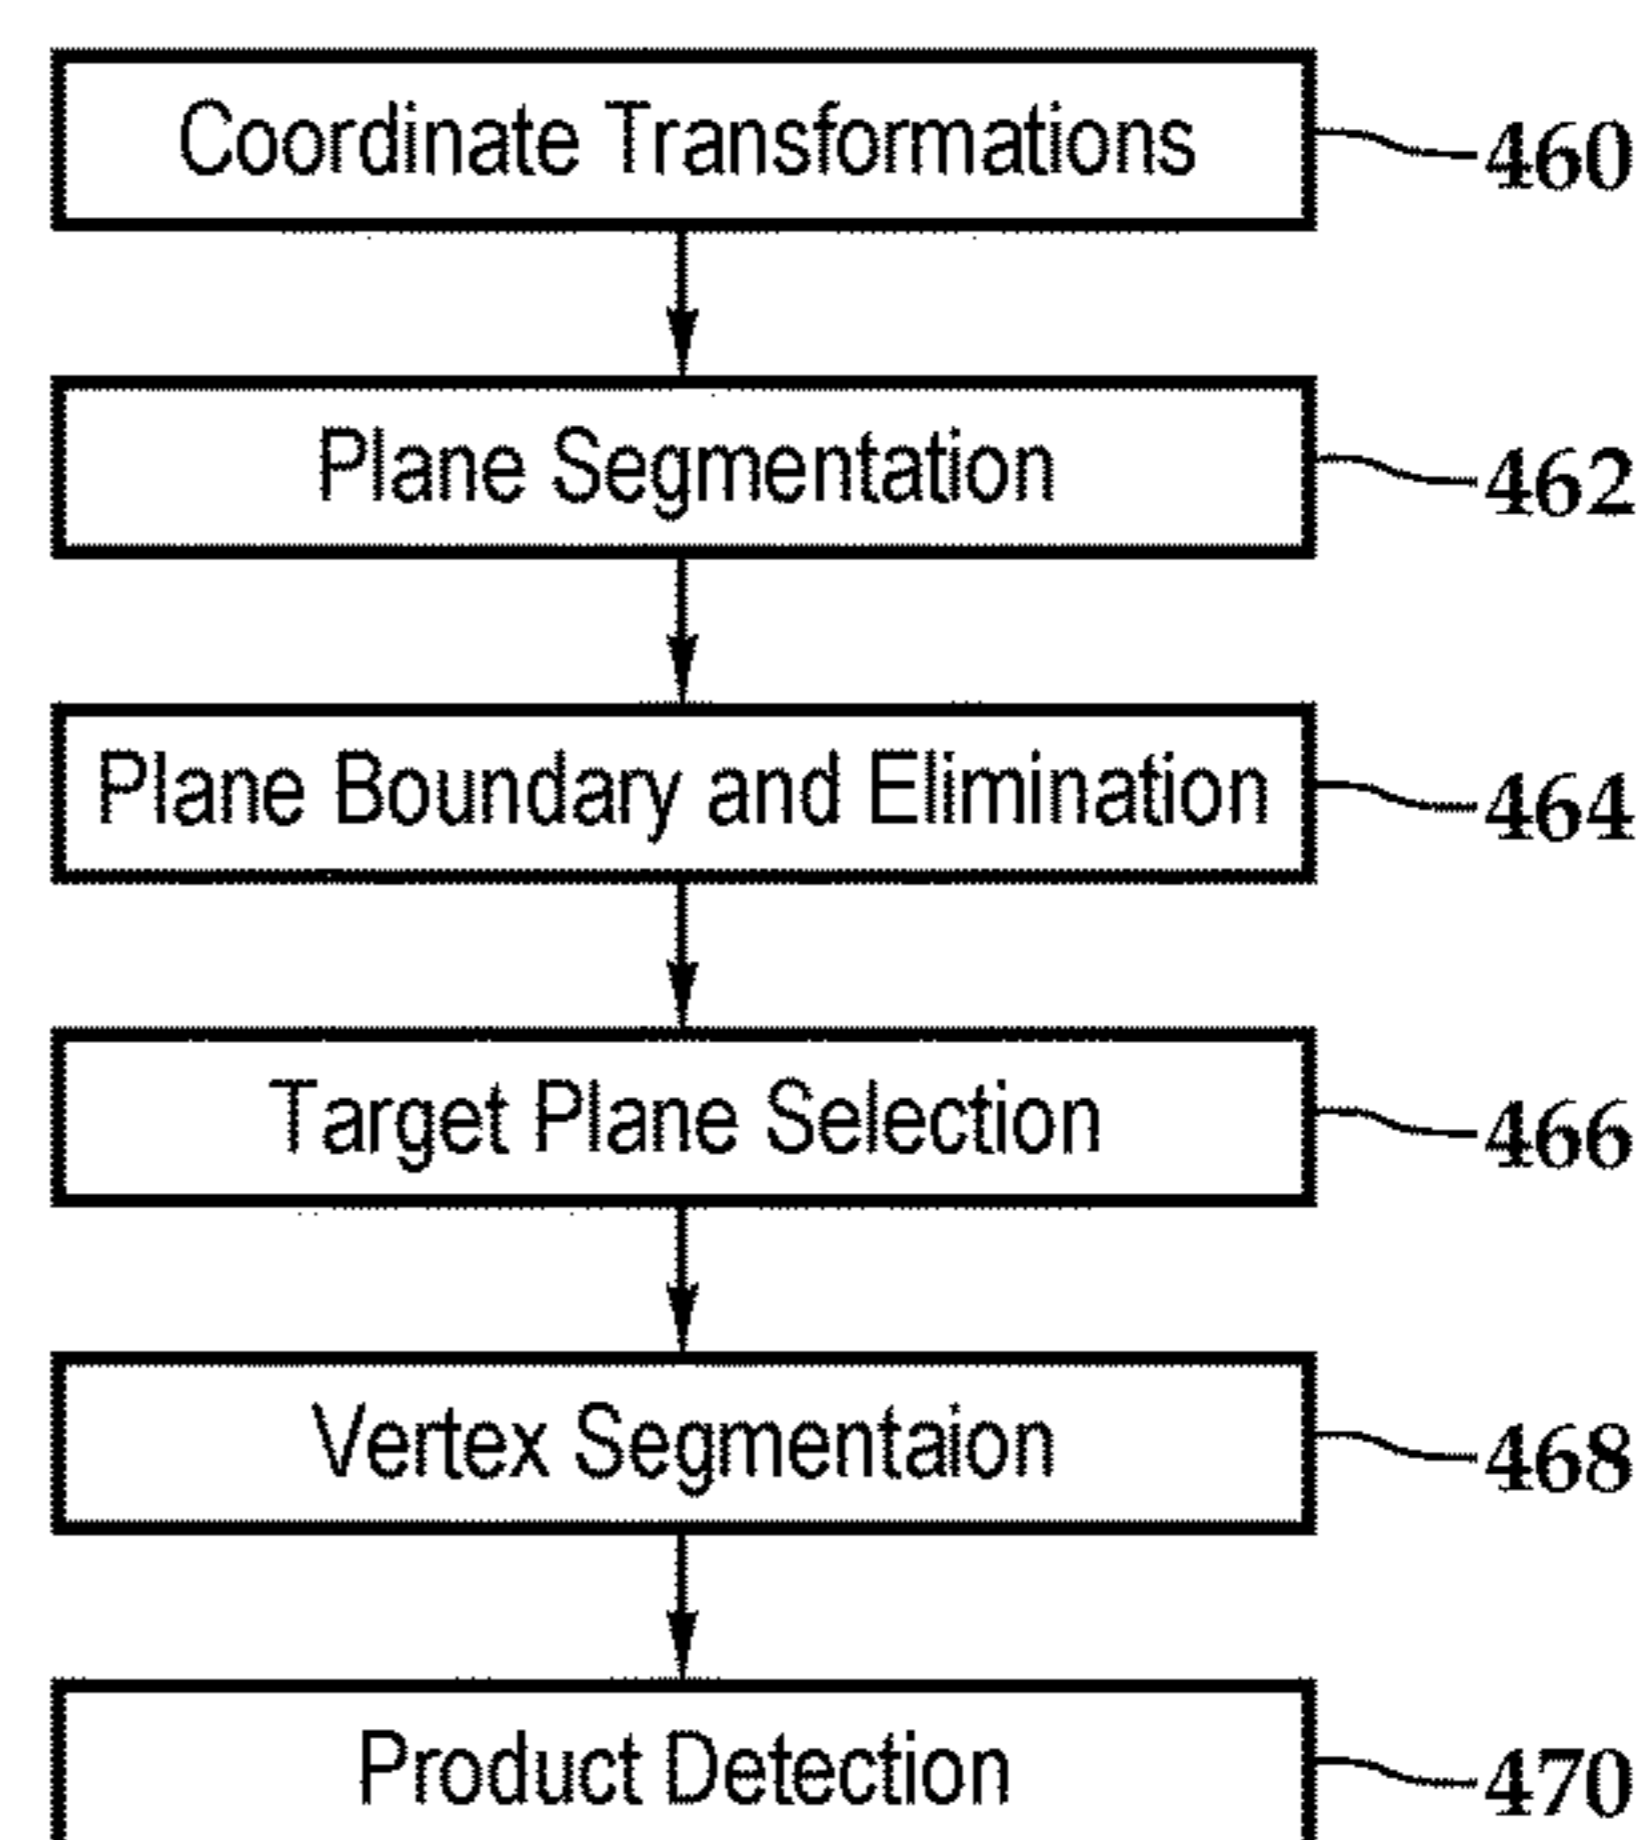 Coordinate Transformations
460
Plane Segmentation
462
Plane Boundary and Elimination
464
Target Plane Selection
466
Vertex Segmentaion
468
Product Detection
470